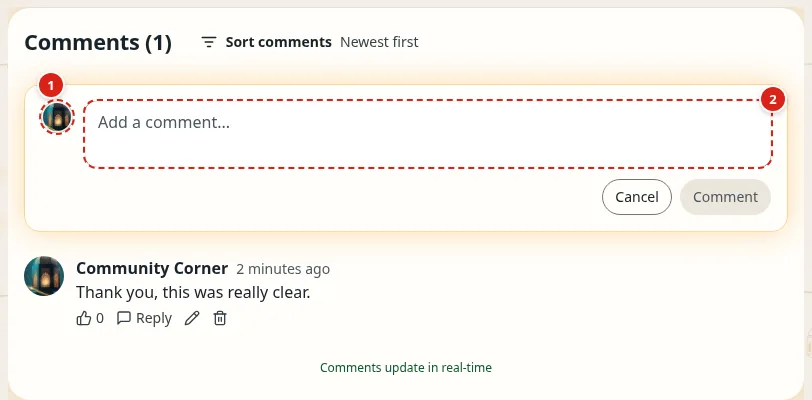 Comments (1) Sort comments Newest first
1
2
Add a comment...
Cancel Comment
Community Corner 2 minutes ago
Thank you, this was really clear.
0 Reply
Comments update in real-time